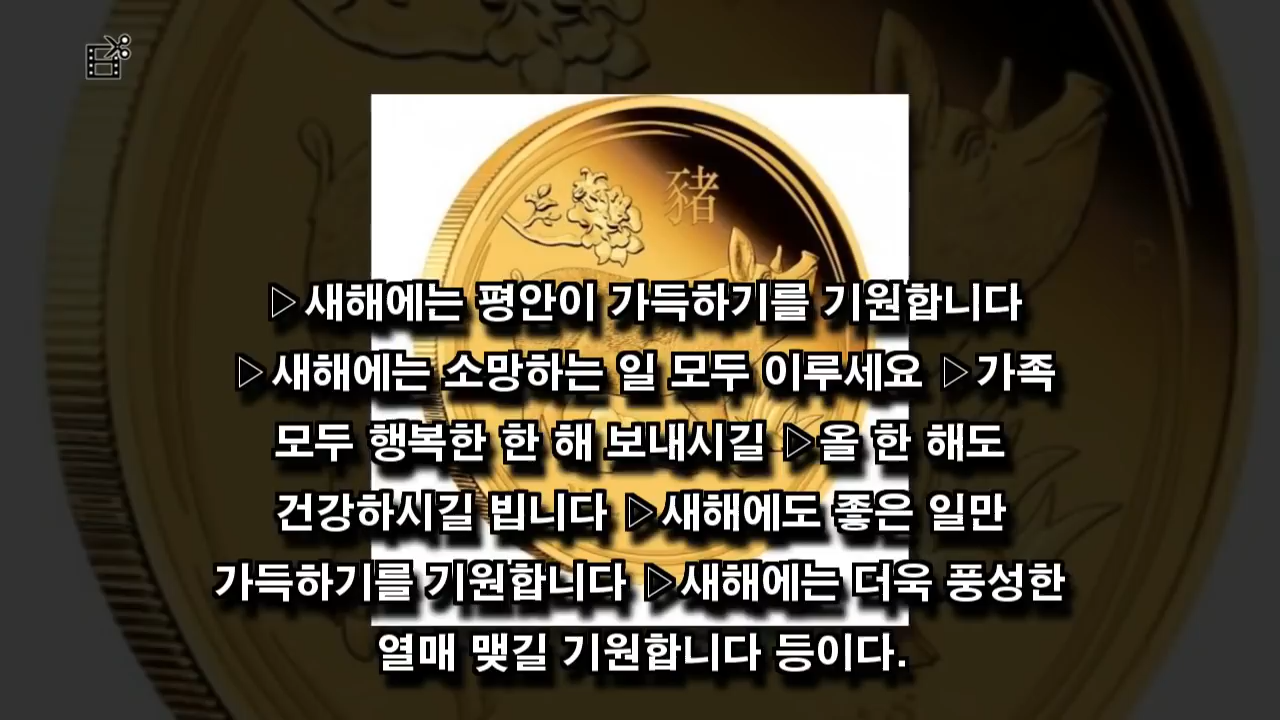 豬
▷새해에는 평안이 가득하기를 기원합니다
▷새해에는 소망하는 일 모두 이루세요 ▷가족
모두 행복한 한 해 보내시길 ▷올 한 해도
건강하시길 빕니다 ▷새해에도 좋은 일만
가득하기를 기원합니다 ▷새해에는 더욱 풍성한
열매 맺길 기원합니다 등이다.